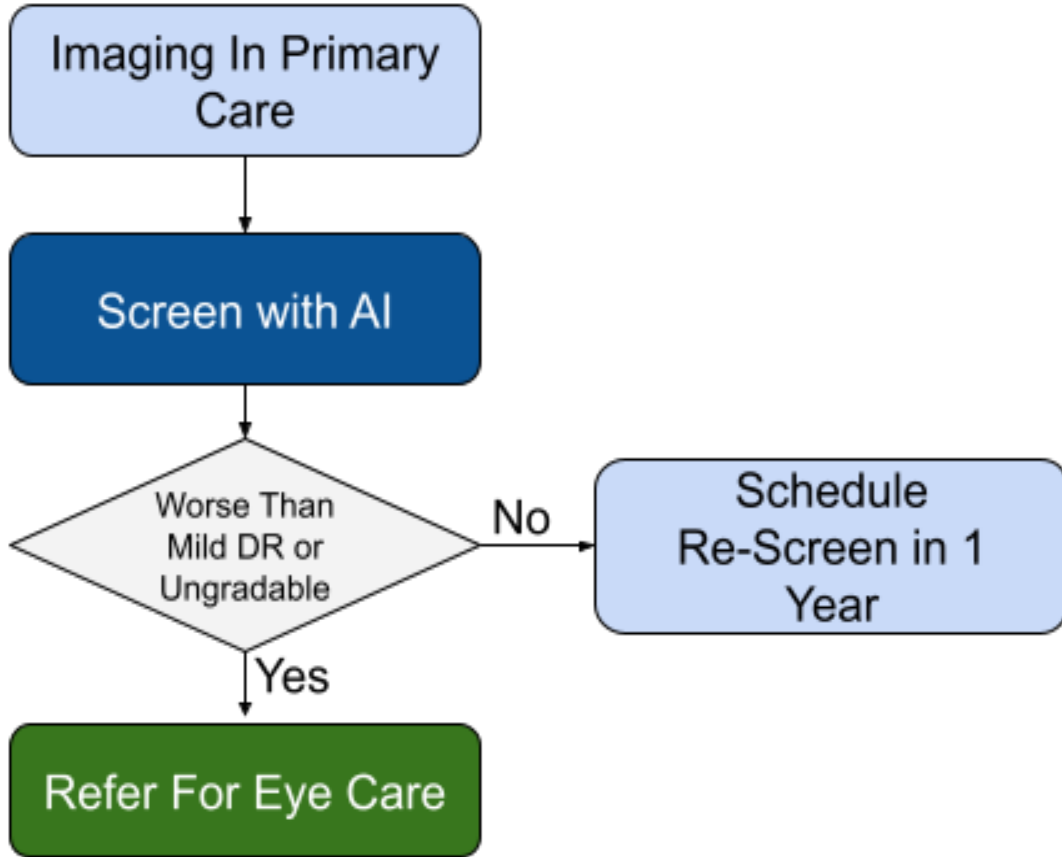 Imaging In Primary
Care
Screen with AI
Worse Than
Mild DR or
Ungradable
No
Schedule
Re-Screen in 1
Year
Yes
Refer For Eye Care